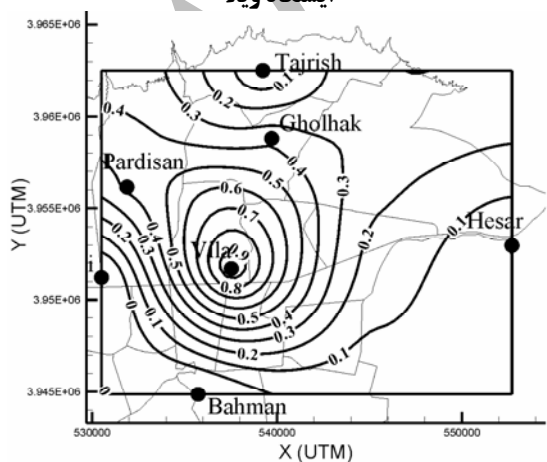 ایستگاه ویلا
3.965E+06
Tajrish
0.1
0.2
0.3
0.4
3.96E+06
Gholhak
0.4
Pardisan
0.5
0.3
0.6
0.7
3.955E+06
Y (UTM)
0.1
Hesar
0.2
0.2
0.3
0.4
0.5
Villa
0.9
0.8
i
0
3.95E+06
0.1
0.5
0.4
0.3
0.2
0.1
0.1
3.945E+06
0
Bahman
530000
540000
550000
X (UTM)